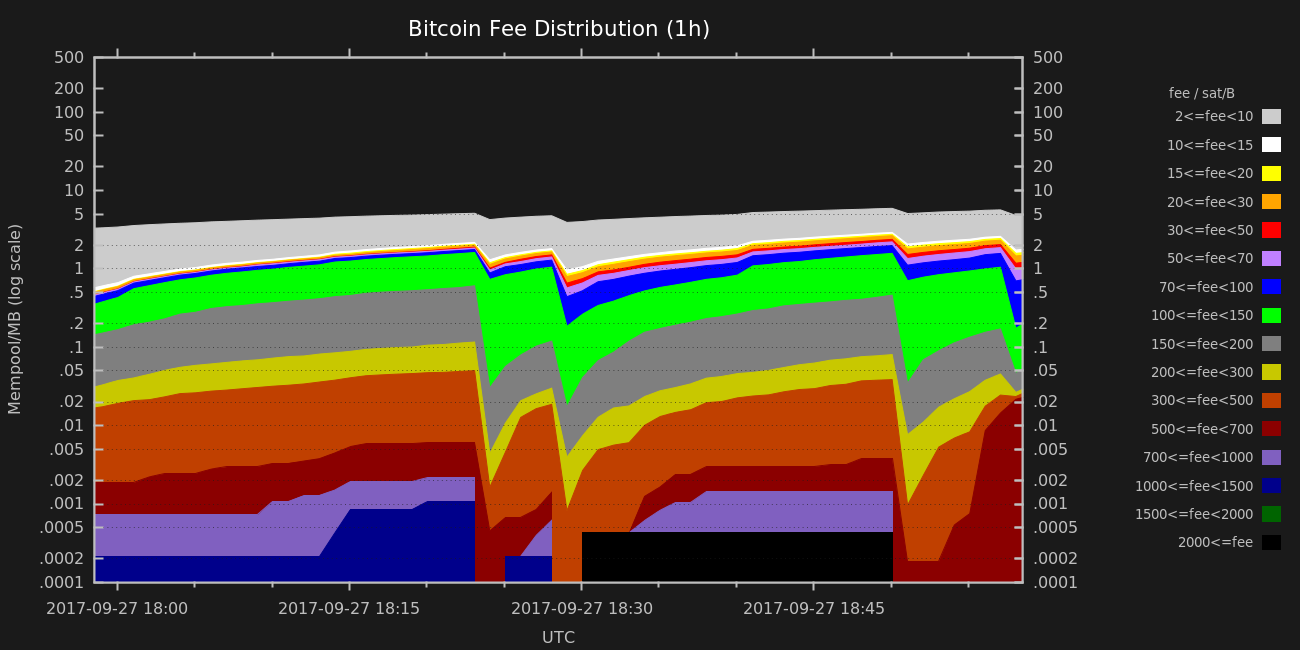 Bitcoin Fee Distribution (1h)
500 500
200 200
100 100
50 50
20 20
10 10
5 5
2 2
1 1
.5 .5
.2 .2
.1 .1
.05 .05
.02 .02
.01 .01
.005 .005
.002 .002
.001 .001
.0005 .0005
.0002 .0002
.0001 .0001
Mempool/MB (log scale)
2017-09-27 18:00 2017-09-27 18:15 2017-09-27 18:30 2017-09-27 18:45
UTC
fee / sat/B
2<=fee<10
10<=fee<15
15<=fee<20
20<=fee<30
30<=fee<50
50<=fee<70
70<=fee<100
100<=fee<150
150<=fee<200
200<=fee<300
300<=fee<500
500<=fee<700
700<=fee<1000
1000<=fee<1500
1500<=fee<2000
2000<=fee